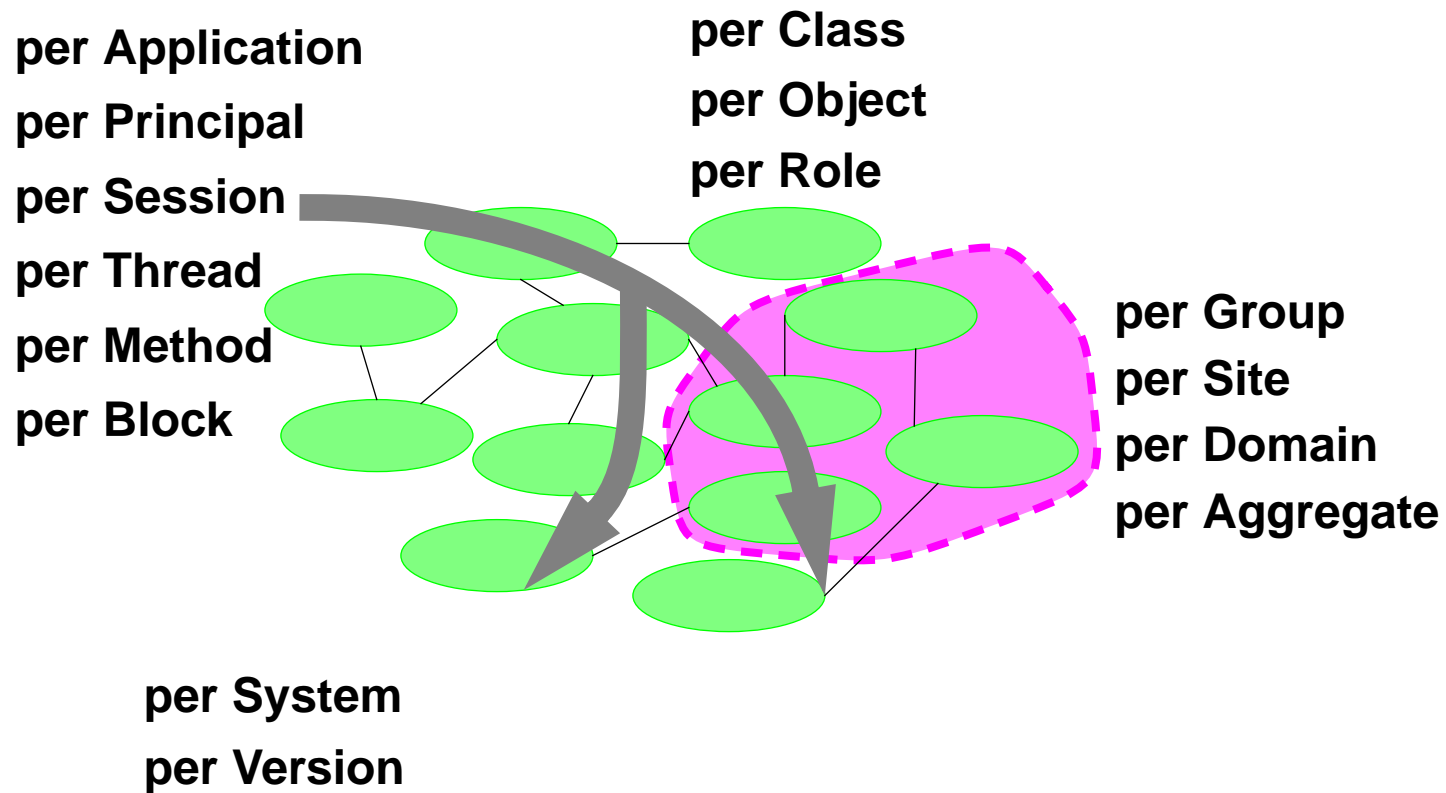 per Application
per Principal
per Session
per Thread
per Method
per Block
per Class
per Object
per Role
per Group
per Site
per Domain
per Aggregate
per System
per Version